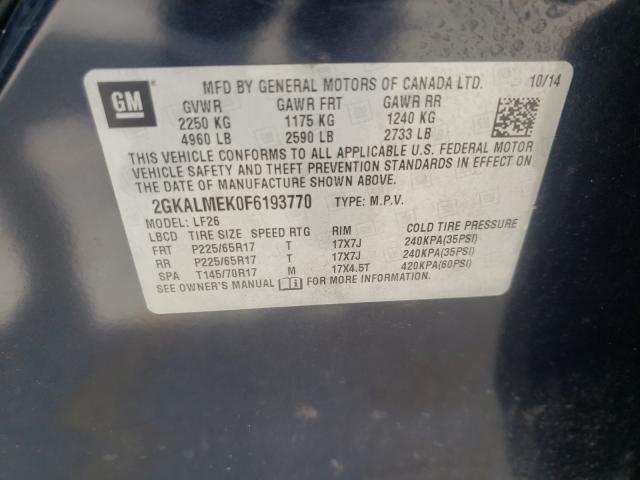 GM
MFD BY GENERAL MOTORS OF CANADA LTD. 10/14
GVWR GAWR FRT GAWR RR
2250 KG 1175 KG 1240 KG
4960 LB 2590 LB 2733 LB
THIS VEHICLE CONFORMS TO ALL APPLICABLE U.S. FEDERAL MOTOR
VEHICLE SAFETY AND THEFT PREVENTION STANDARDS IN EFFECT ON
THE DATE OF MANUFACTURE SHOWN ABOVE.
2GKALMEK0F6193770 TYPE: M.P.V.
MODEL: LF26
LBCD TIRE SIZE SPEED RTG RIM COLD TIRE PRESSURE
FRT P225/65R17 T 17X7J 240KPA(35PSI)
RR P225/65R17 T 17X7J 240KPA(35PSI)
SPA T145/70R17 M 17X4.5T 420KPA(60PSI)
SEE OWNER'S MANUAL FOR MORE INFORMATION.